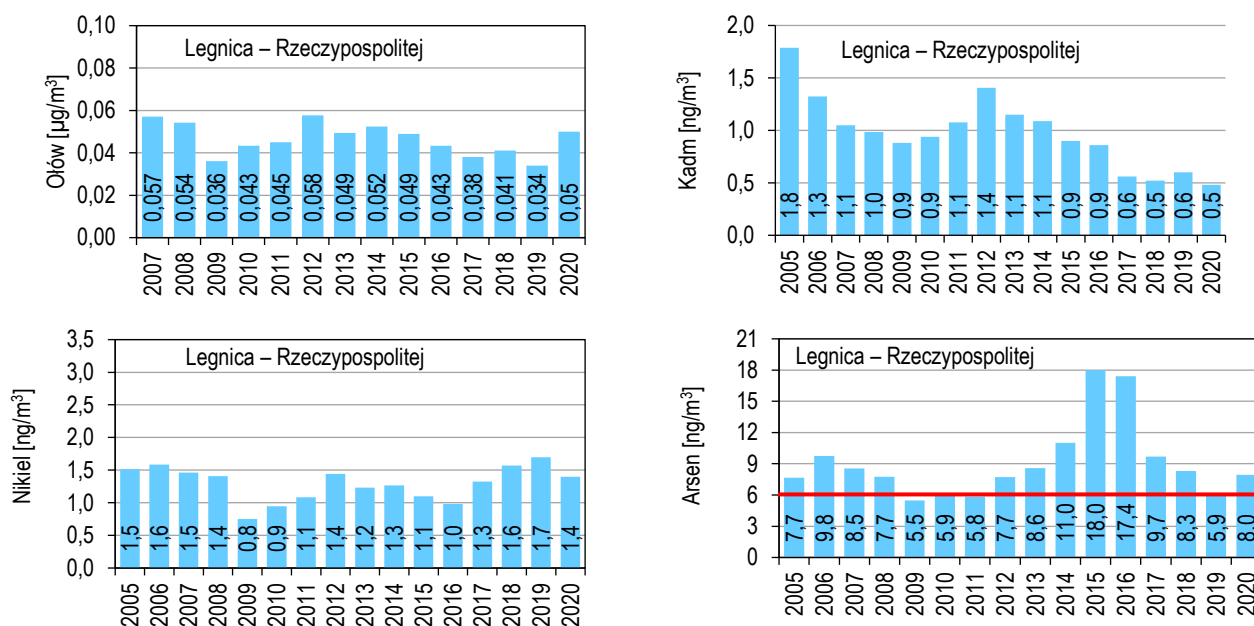 Legnica – Rzeczypospolitej
Ołów [µg/m³]
0,10
0,08
0,06
0,04
0,02
0,00
0,057 0,054 0,036 0,043 0,045 0,058 0,049 0,052 0,049 0,043 0,038 0,041 0,034 0,05
2007 2008 2009 2010 2011 2012 2013 2014 2015 2016 2017 2018 2019 2020
Legnica – Rzeczypospolitej
Kadm [ng/m³]
2,0
1,5
1,0
0,5
0,0
1,8 1,3 1,1 1,0 0,9 0,9 1,1 1,4 1,1 1,1 0,9 0,9 0,6 0,5 0,6 0,5
2005 2006 2007 2008 2009 2010 2011 2012 2013 2014 2015 2016 2017 2018 2019 2020
Legnica – Rzeczypospolitej
Nikiel [ng/m³]
3,5
3,0
2,5
2,0
1,5
1,0
0,5
0,0
1,5 1,6 1,5 1,4 0,8 0,9 1,1 1,4 1,2 1,3 1,1 1,0 1,3 1,6 1,7 1,4
2005 2006 2007 2008 2009 2010 2011 2012 2013 2014 2015 2016 2017 2018 2019 2020
Legnica – Rzeczypospolitej
Arsen [ng/m³]
21
18
15
12
9
6
3
0
7,7 9,8 8,5 7,7 5,5 5,9 5,8 7,7 8,6 11,0 18,0 17,4 9,7 8,3 5,9 8,0
2005 2006 2007 2008 2009 2010 2011 2012 2013 2014 2015 2016 2017 2018 2019 2020